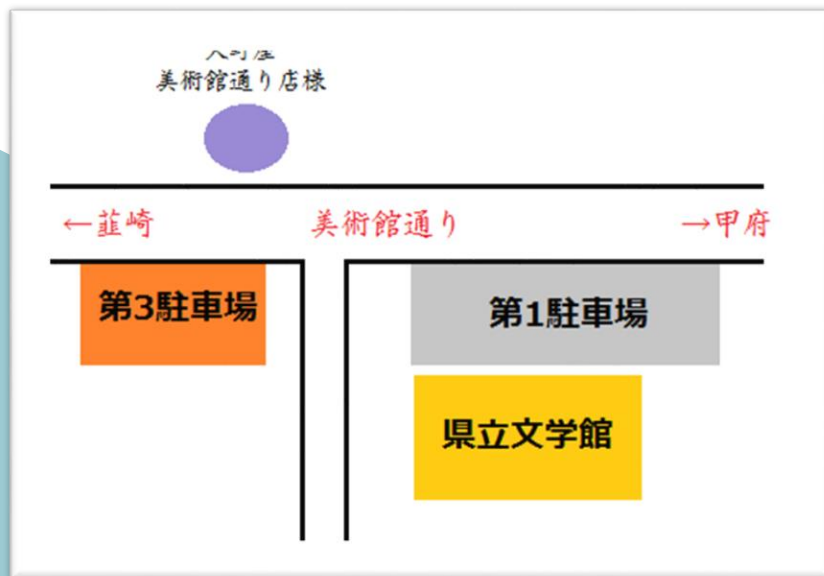 美術館通り店様
←韮崎
美術館通り
→甲府
第3駐車場
第1駐車場
県立文学館